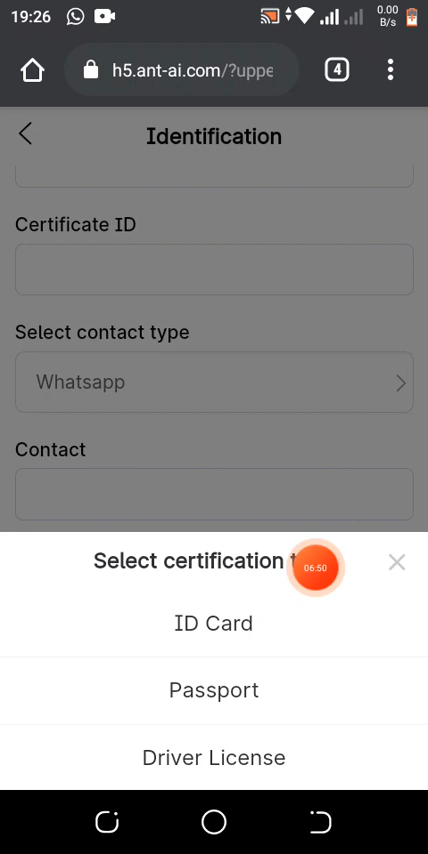 19:26
0.00
B/s
h5.ant-ai.com/?uppe
4
Identification
Certificate ID
Select contact type
Whatsapp
Contact
Select certification
06:50
ID Card
Passport
Driver License